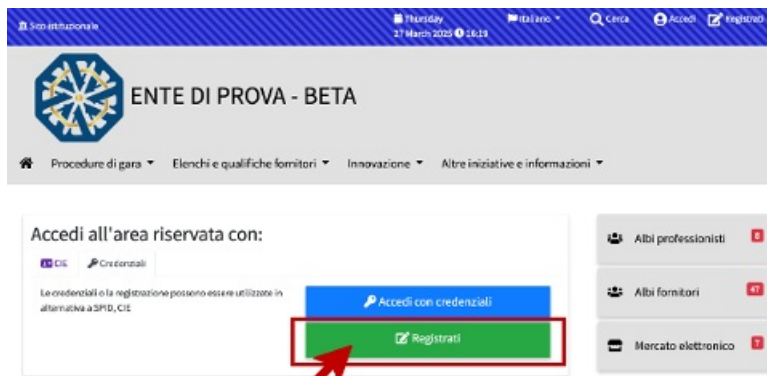 Sito istituzionale
Thursday
27 March 2025 16:19
Italiano
Cerca
Accedi
Registrati
ENTE DI PROVA - BETA
Procedure di gara
Elenchi e qualifiche fornitori
Innovazione
Altre iniziative e informazioni
Accedi all'area riservata con:
CIE
Credenziali
Le credenziali o la registrazione possono essere utilizzate in
alternativa a SPID, CIE
Accedi con credenziali
Registrati
Albi professionisti 8
Albi fornitori 47
Mercato elettronico 7